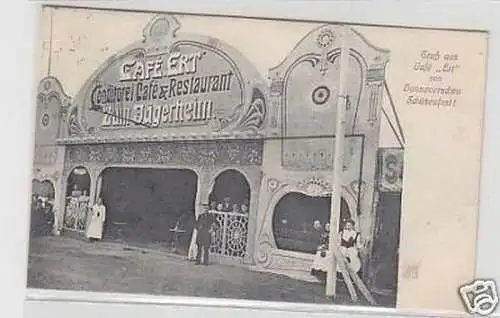 CAFÉ ERT
Conditorei Café & Restaurant
Zum Jägerheim
Gruß aus
Café „Ert"
vom
Hannoverschen
Schützenfest!
S